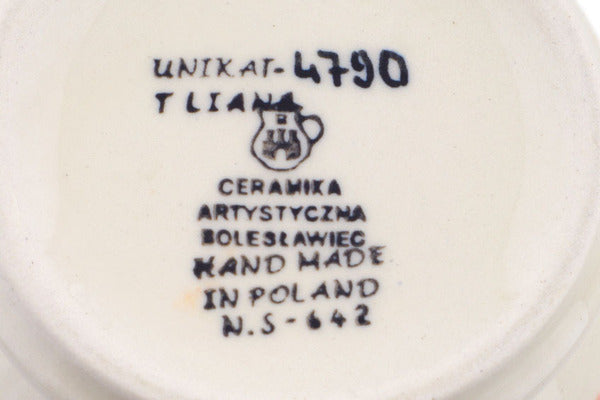 UNIKAT-4790
T LIANA
CERAMIKA
ARTYSTYCZNA
BOLESŁAWIEC
HAND MADE
IN POLAND
N.S-642